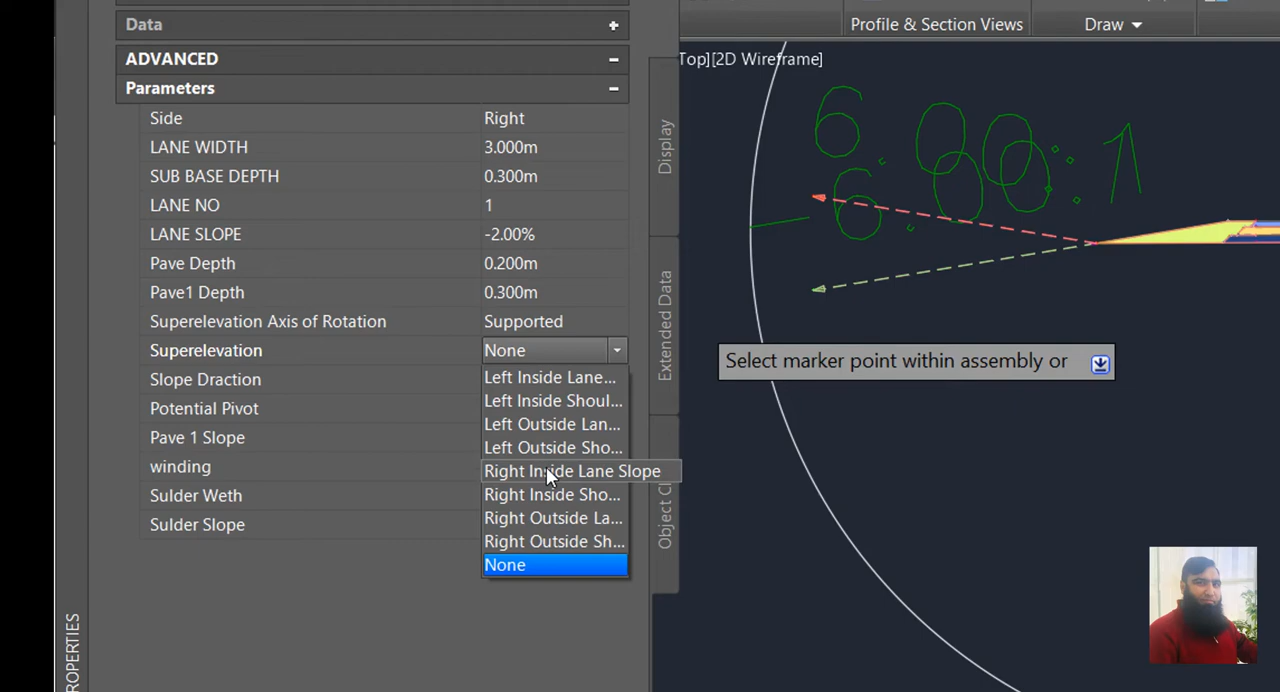 Data
Profile & Section Views
Draw
ADVANCED
Top][2D Wireframe]
Parameters
Side Right
LANE WIDTH 3.000m
SUB BASE DEPTH 0.300m
LANE NO 1
LANE SLOPE -2.00%
Pave Depth 0.200m
Pave1 Depth 0.300m
Superelevation Axis of Rotation Supported
Superelevation None
Slope Draction
Potential Pivot
Pave 1 Slope
winding
Sulder Weth
Sulder Slope
Left Inside Lane...
Left Inside Shoul...
Left Outside Lan...
Left Outside Sho...
Right Inside Lane Slope
Right Inside Sho...
Right Outside La...
Right Outside Sh...
None
Display
Extended Data
Object Cl
6.00:1
-6.00:1
Select marker point within assembly or
ROPERTIES